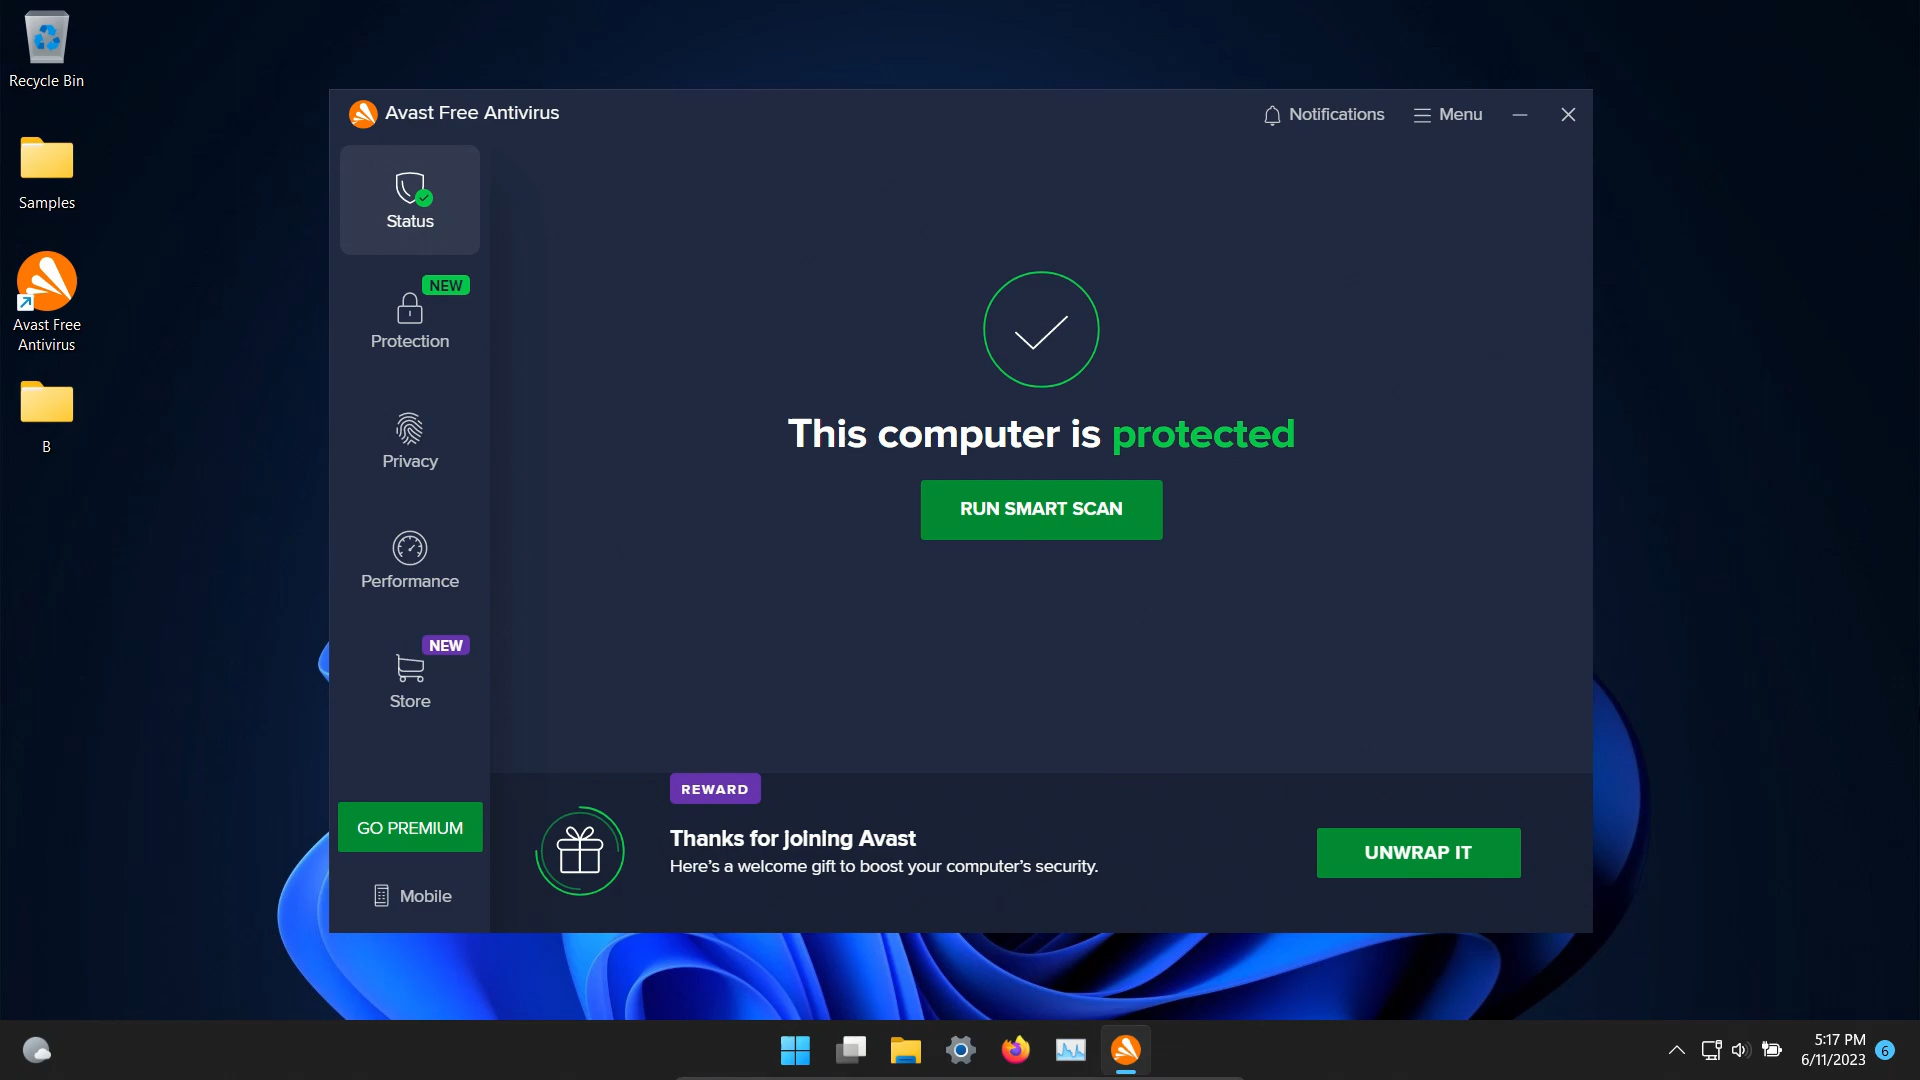 Recycle Bin
Samples
Avast Free
Antivirus
B
Avast Free Antivirus
Notifications
Menu
Status
NEW
Protection
Privacy
Performance
NEW
Store
GO PREMIUM
Mobile
This computer is protected
RUN SMART SCAN
REWARD
Thanks for joining Avast
Here's a welcome gift to boost your computer's security.
UNWRAP IT
5:17 PM
6/11/2023
6